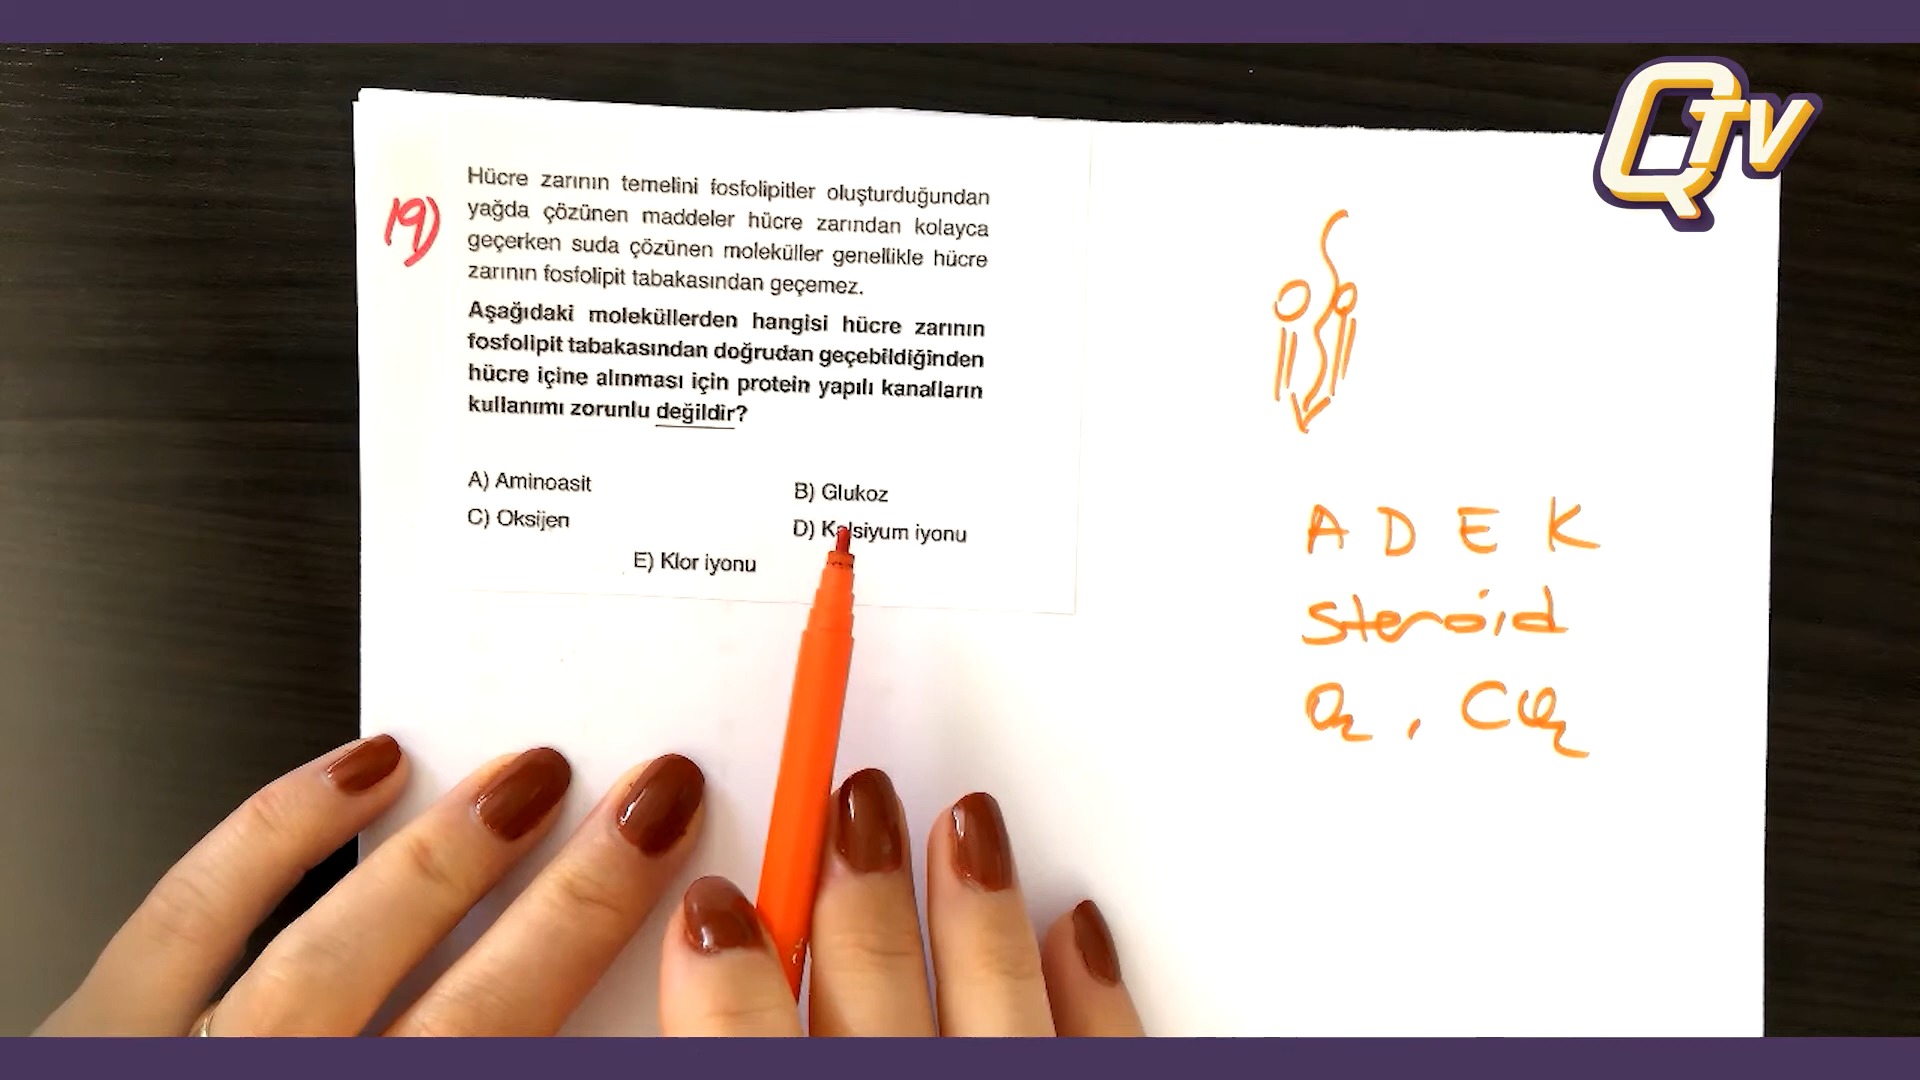 QTV
19)
Hücre zarının temelini fosfolipitler oluşturduğundan
yağda çözünen maddeler hücre zarından kolayca
geçerken suda çözünen moleküller genellikle hücre
zarının fosfolipit tabakasından geçemez.
Aşağıdaki moleküllerden hangisi hücre zarının
fosfolipit tabakasından doğrudan geçebildiğinden
hücre içine alınması için protein yapılı kanalların
kullanımı zorunlu değildir?
A) Aminoasit
B) Glukoz
C) Oksijen
D) Kalsiyum iyonu
E) Klor iyonu
A D E K
Steroid
O2, CO2